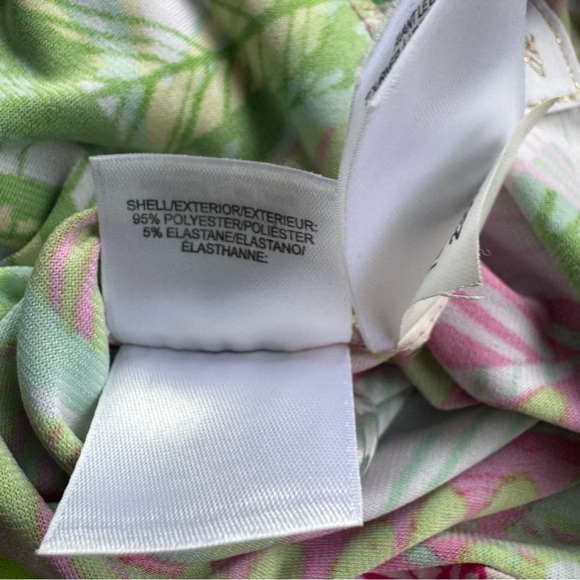 SHELL/EXTERIOR/EXTERIEUR:
95% POLYESTER/POLIÉSTER
5% ELASTANE/ELASTANO/
ÉLASTHANNE: